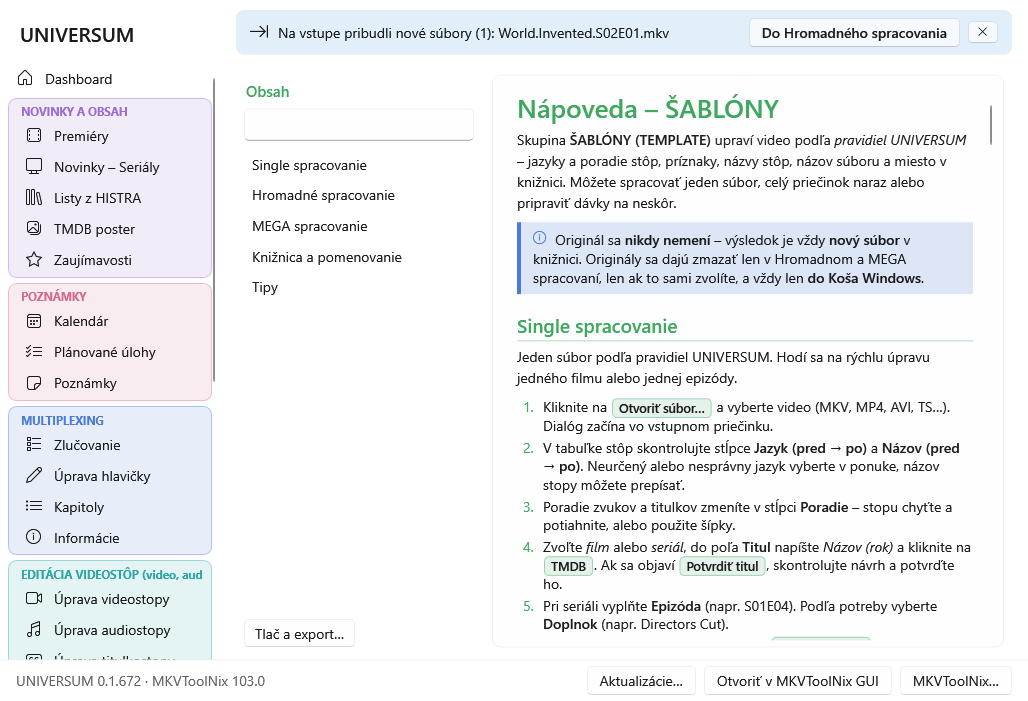 UNIVERSUM
Na vstupe pribudli nové súbory (1): World.Invented.S02E01.mkv
Do Hromadného spracovania
Dashboard
NOVINKY A OBSAH
Premiéry
Novinky – Seriály
Listy z HISTRA
TMDB poster
Zaujímavosti
POZNÁMKY
Kalendár
Plánované úlohy
Poznámky
MULTIPLEXING
Zlučovanie
Úprava hlavičky
Kapitoly
Informácie
EDITÁCIA VIDEOSTÔP (video, aud
Úprava videostopy
Úprava audiostopy
Obsah
Single spracovanie
Hromadné spracovanie
MEGA spracovanie
Knižnica a pomenovanie
Tipy
Tlač a export...
Nápoveda – ŠABLÓNY
Skupina ŠABLÓNY (TEMPLATE) upraví video podľa pravidiel UNIVERSUM
– jazyky a poradie stôp, príznaky, názvy stôp, názov súboru a miesto v
knižnici. Môžete spracovať jeden súbor, celý priečinok naraz alebo
pripraviť dávky na neskôr.
Originál sa nikdy nemení – výsledok je vždy nový súbor v
knižnici. Originály sa dajú zmazať len v Hromadnom a MEGA
spracovaní, len ak to sami zvolíte, a vždy len do Koša Windows.
Single spracovanie
Jeden súbor podľa pravidiel UNIVERSUM. Hodí sa na rýchlu úpravu
jedného filmu alebo jednej epizódy.
1. Kliknite na Otvoriť súbor... a vyberte video (MKV, MP4, AVI, TS...).
Dialóg začína vo vstupnom priečinku.
2. V tabuľke stôp skontrolujte stĺpce Jazyk (pred → po) a Názov (pred
→ po). Neurčený alebo nesprávny jazyk vyberte v ponuke, názov
stopy môžete prepísať.
3. Poradie zvukov a titulkov zmeníte v stĺpci Poradie – stopu chyťte a
potiahnite, alebo použite šípky.
4. Zvoľte film alebo seriál, do poľa Titul napíšte Názov (rok) a kliknite na
TMDB. Ak sa objaví Potvrdiť titul, skontrolujte návrh a potvrďte
ho.
5. Pri seriáli vyplňte Epizóda (napr. S01E04). Podľa potreby vyberte
Doplnok (napr. Directors Cut).
UNIVERSUM 0.1.672 · MKVToolNix 103.0
Aktualizácie...
Otvoriť v MKVToolNix GUI
MKVToolNix...